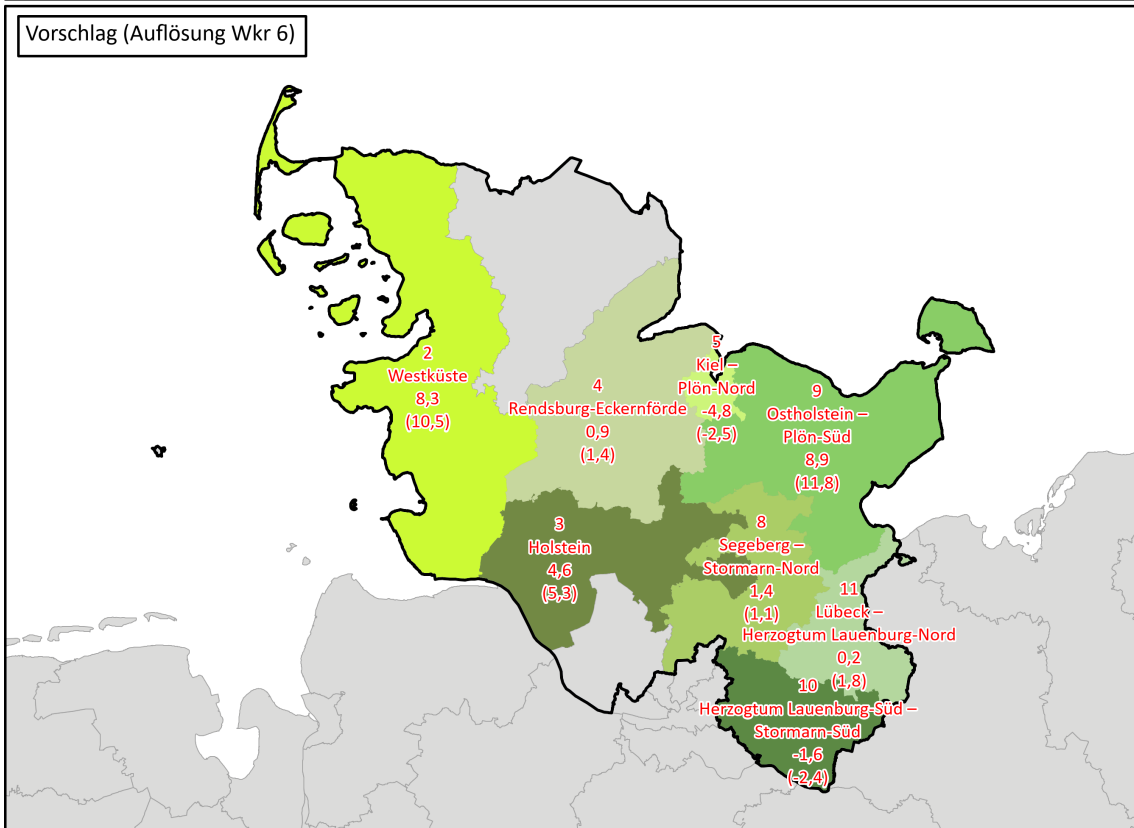 Vorschlag (Auflösung Wkr 6)
2
Westküste
8,3
(10,5)
4
Rendsburg-Eckernförde
0,9
(1,4)
5
Kiel –
Plön-Nord
-4,8
(-2,5)
9
Ostholstein –
Plön-Süd
8,9
(11,8)
3
Holstein
4,6
(5,3)
8
Segeberg –
Stormarn-Nord
1,4
(1,1)
11
Lübeck –
Herzogtum Lauenburg-Nord
0,2
(1,8)
10
Herzogtum Lauenburg-Süd –
Stormarn-Süd
-1,6
(-2,4)